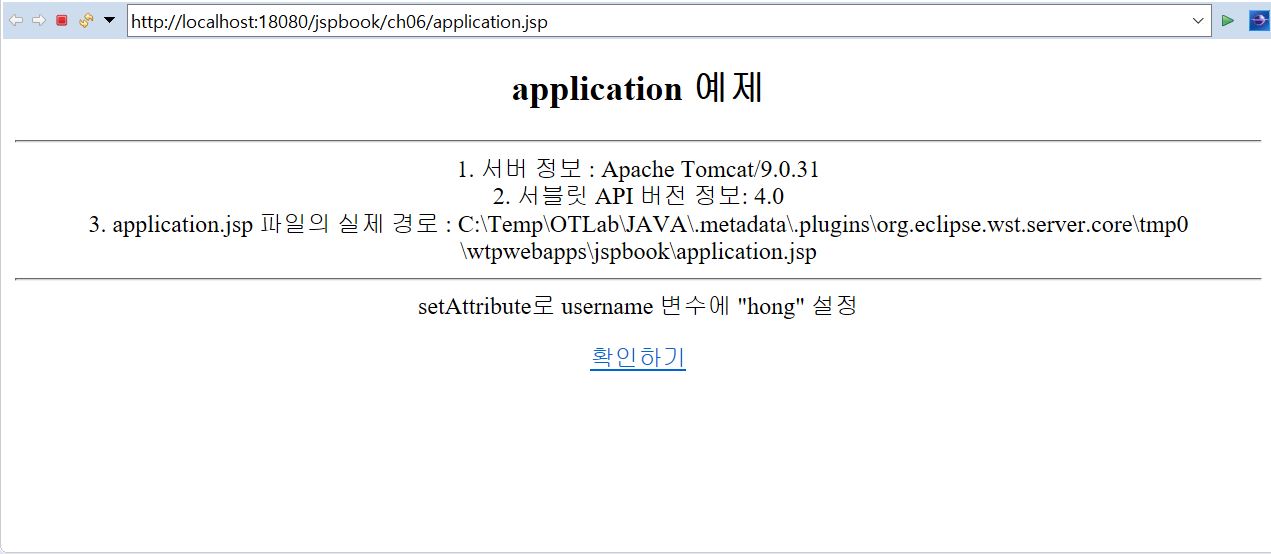 http://localhost:18080/jspbook/ch06/application.jsp
application 예제
1. 서버 정보 : Apache Tomcat/9.0.31
2. 서블릿 API 버전 정보: 4.0
3. application.jsp 파일의 실제 경로 : C:\Temp\OTLab\JAVA\.metadata\.plugins\org.eclipse.wst.server.core\tmp0
\wtpwebapps\jspbook\application.jsp
setAttribute로 username 변수에 "hong" 설정
확인하기